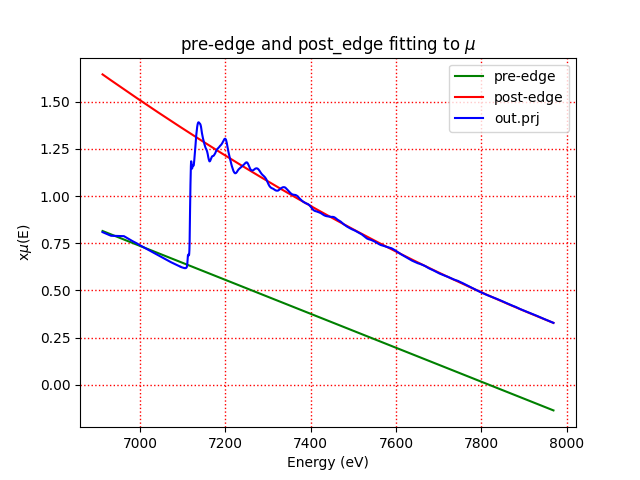 pre-edge and post_edge fitting to μ
pre-edge
post-edge
out.prj
1.50
1.25
1.00
0.75
0.50
0.25
0.00
xμ(E)
7000 7200 7400 7600 7800 8000
Energy (eV)